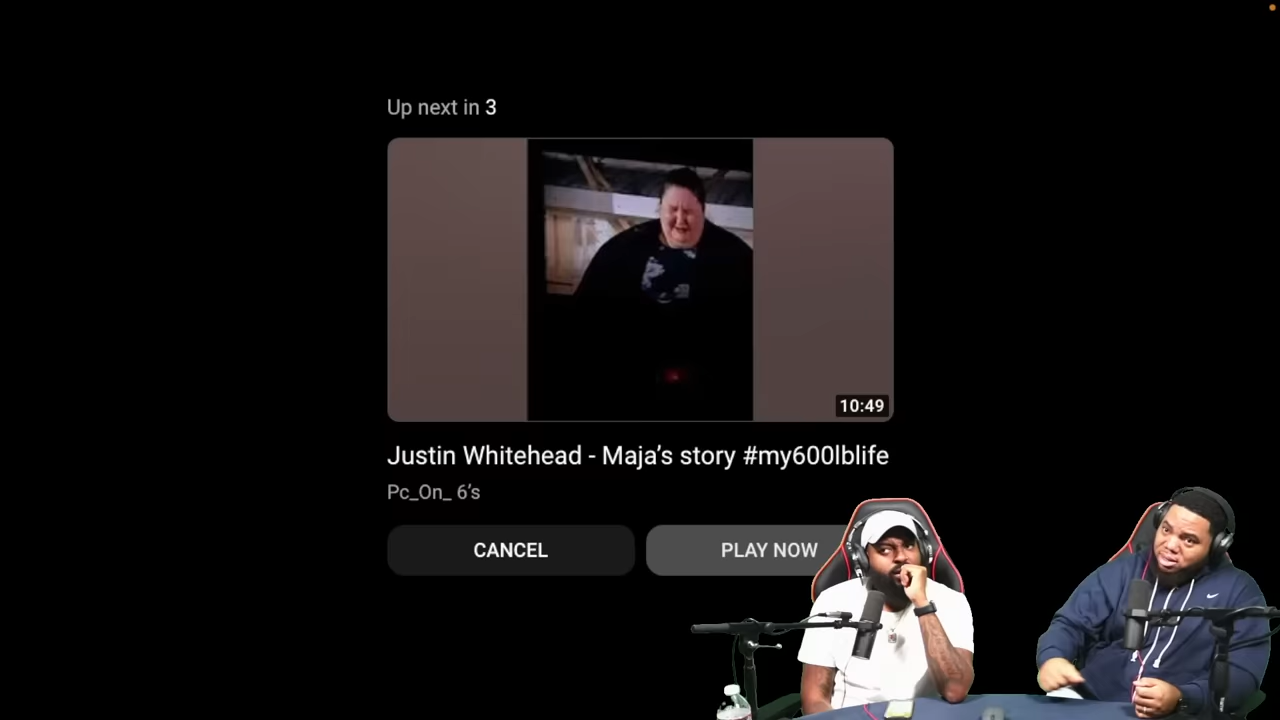 Up next in 3
10:49
Justin Whitehead - Maja’s story #my600lblife
Pc_On_ 6’s
CANCEL
PLAY NOW